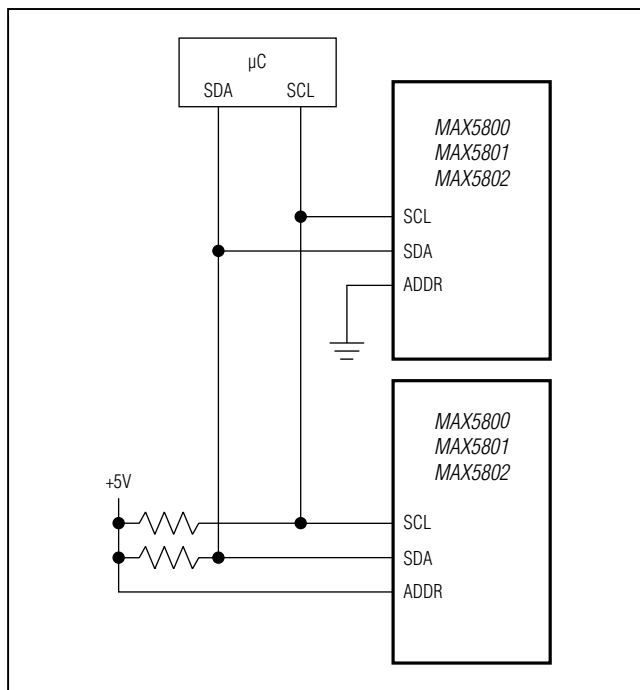 µC
SDA SCL
MAX5800
MAX5801
MAX5802
SCL
SDA
ADDR
MAX5800
MAX5801
MAX5802
+5V
SCL
SDA
ADDR